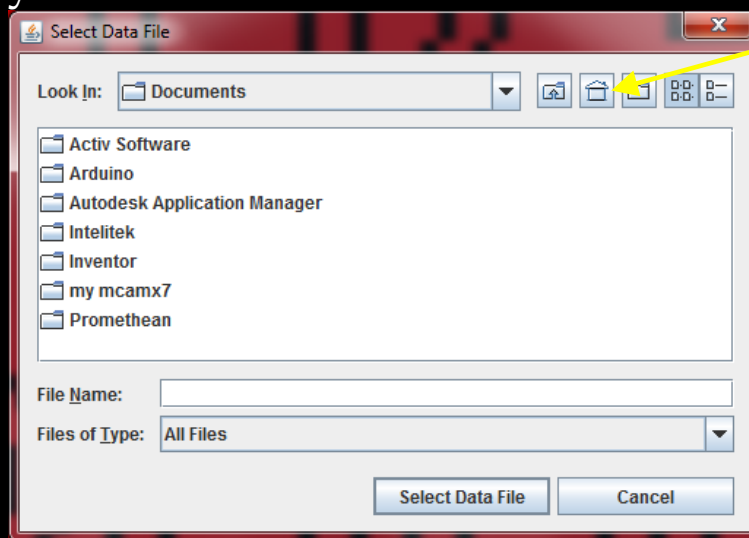 Select Data File
Look In: Documents
Activ Software
Arduino
Autodesk Application Manager
Intelitek
Inventor
my mcamx7
Promethean
File Name:
Files of Type: All Files
Select Data File Cancel